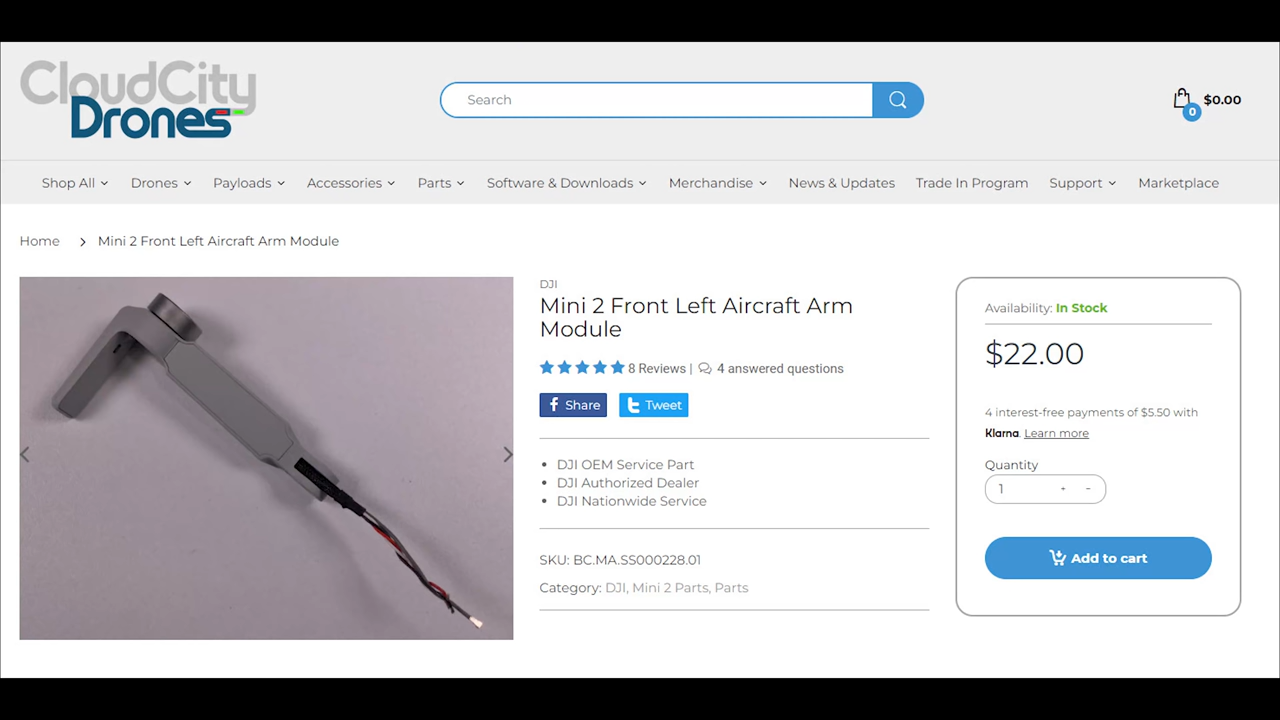 CloudCity
Drones
Search
0
$0.00
Shop All
Drones
Payloads
Accessories
Parts
Software & Downloads
Merchandise
News & Updates
Trade In Program
Support
Marketplace
Home
Mini 2 Front Left Aircraft Arm Module
DJI
Mini 2 Front Left Aircraft Arm
Module
8 Reviews |
4 answered questions
Share
Tweet
DJI OEM Service Part
DJI Authorized Dealer
DJI Nationwide Service
SKU: BC.MA.SS000228.01
Category: DJI, Mini 2 Parts, Parts
Availability: In Stock
$22.00
4 interest-free payments of $5.50 with
Klarna. Learn more
Quantity
1 + -
Add to cart